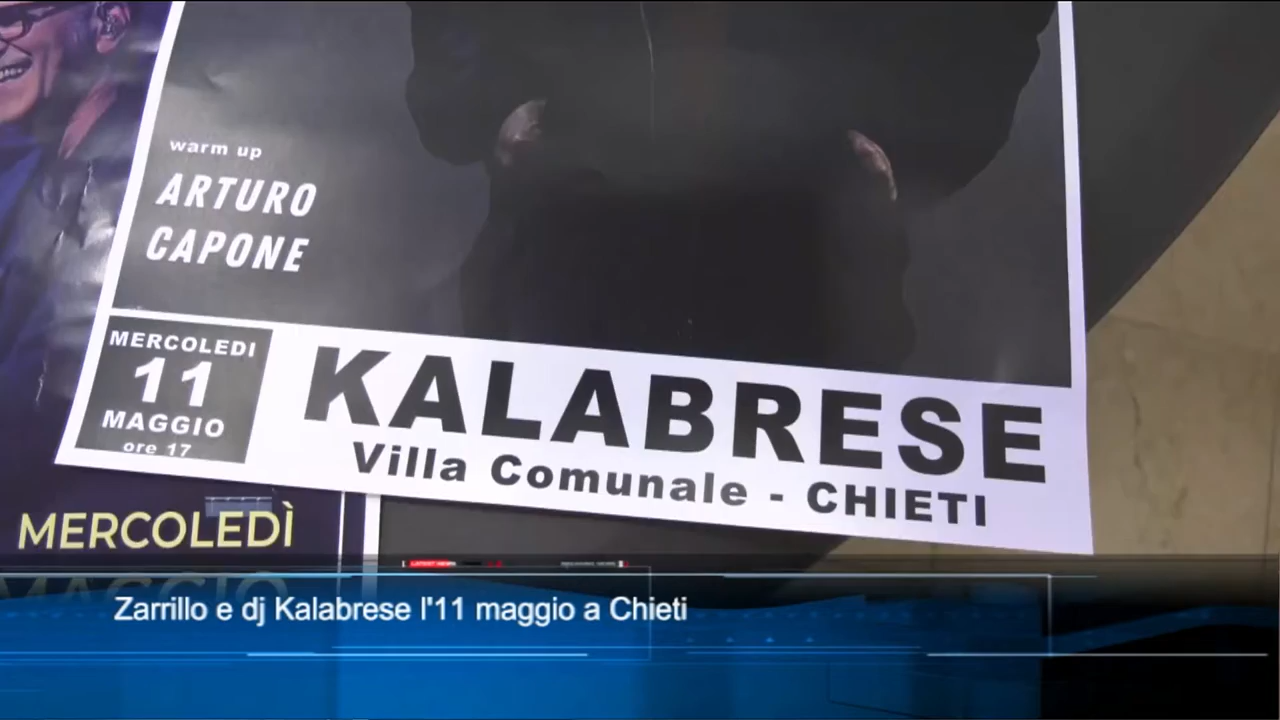 warm up
ARTURO
CAPONE
MERCOLEDI
11
MAGGIO
ore 17
KALABRESE
Villa Comunale - CHIETI
MERCOLEDÌ
MAGGIO
Zarrillo e dj Kalabrese l'11 maggio a Chieti